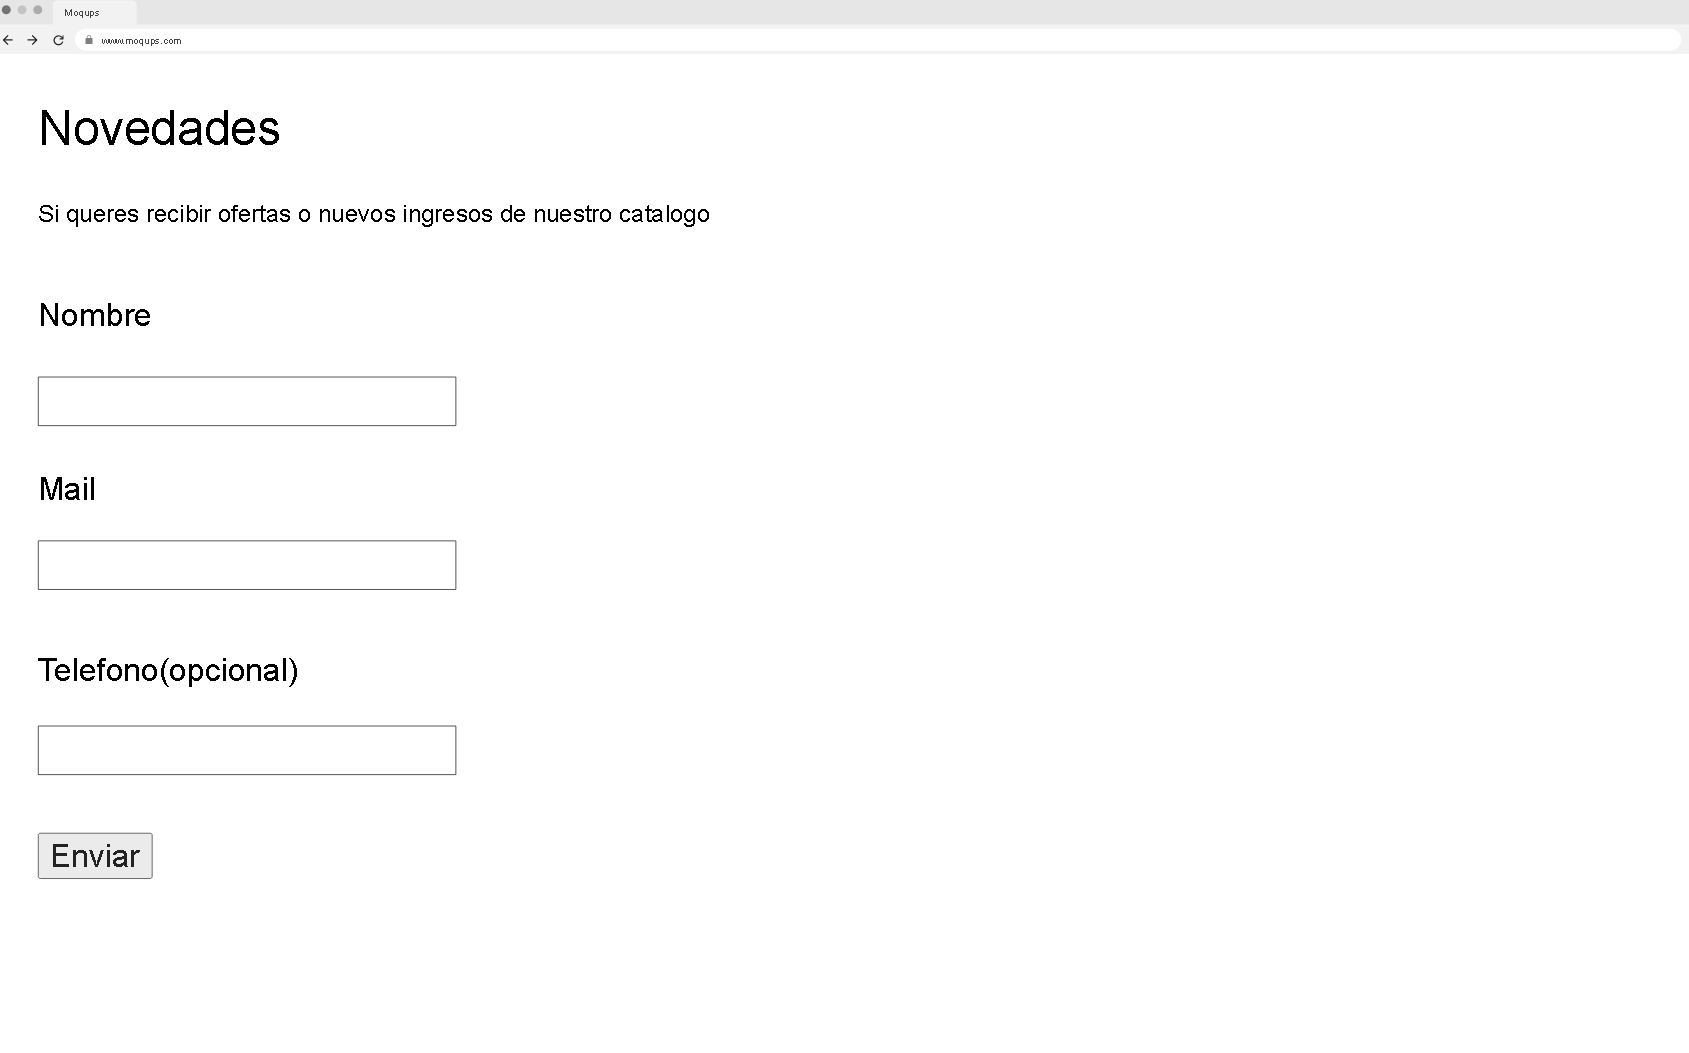 Moqups
www.moqups.com
Novedades
Si queres recibir ofertas o nuevos ingresos de nuestro catalogo
Nombre
Mail
Telefono(opcional)
Enviar